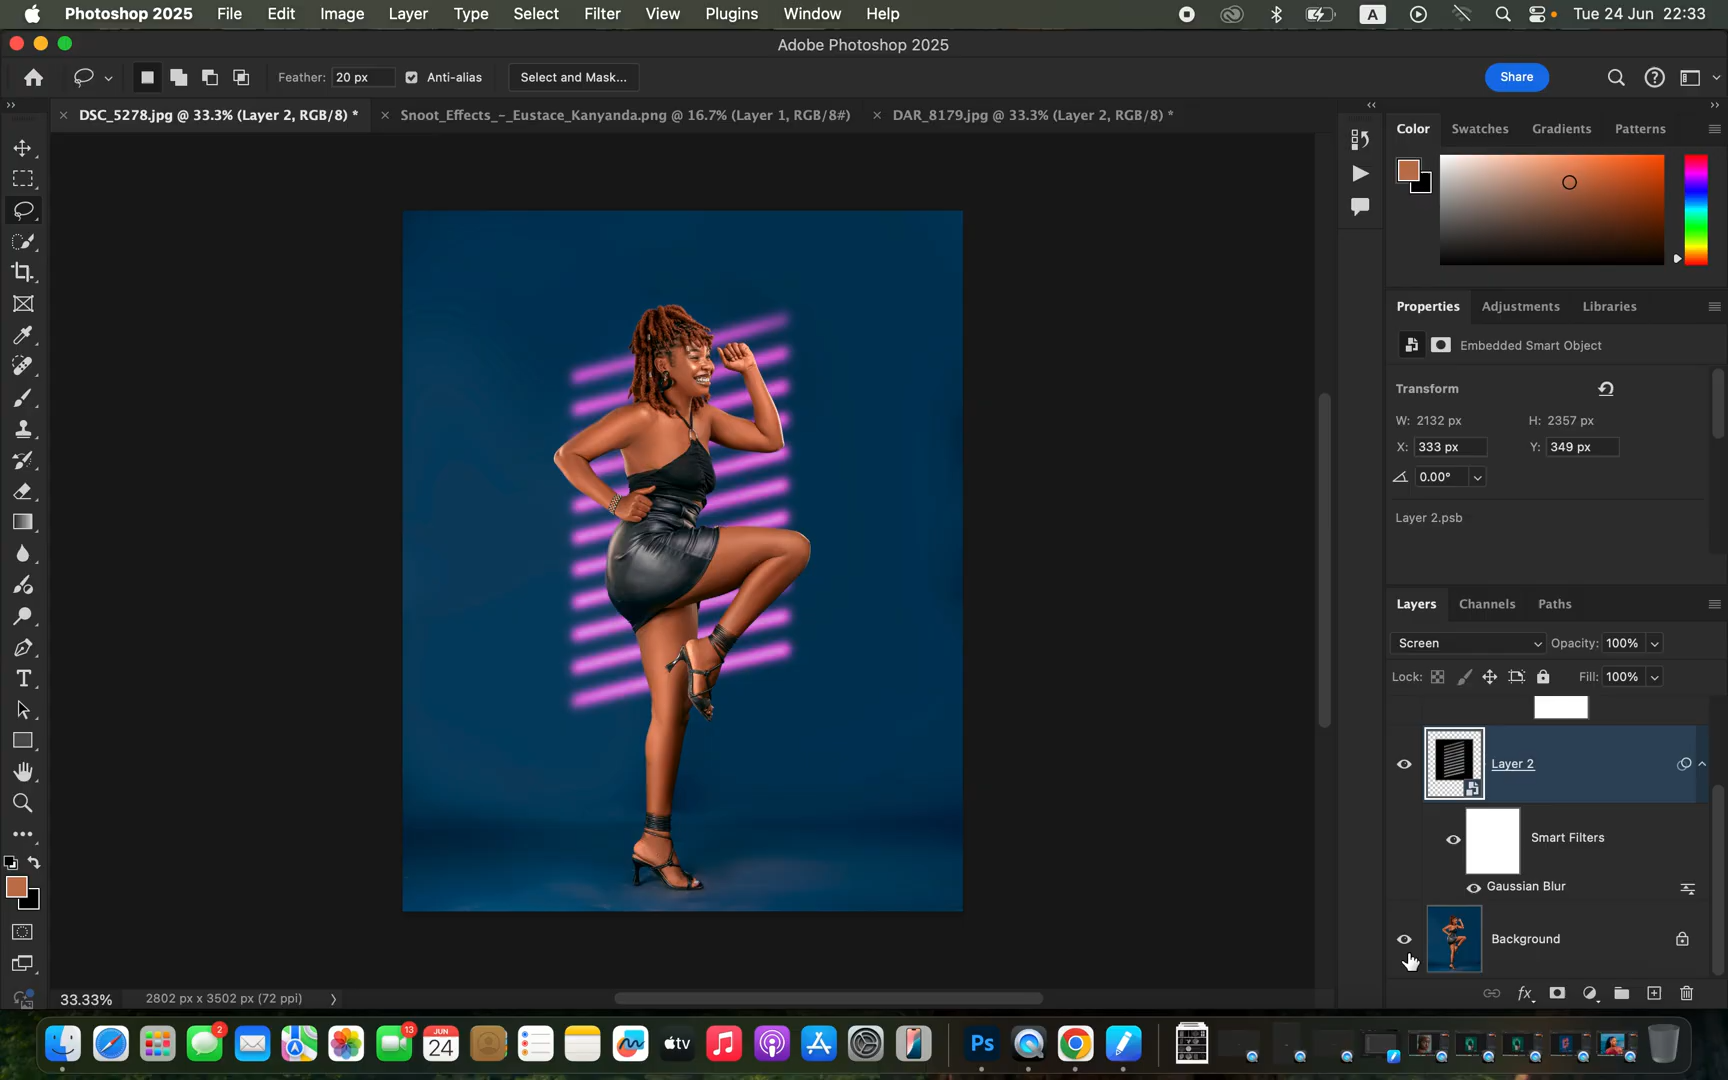 Photoshop 2025 File Edit Image Layer Type Select Filter View Plugins Window Help A Tue 24 Jun 22:33
Adobe Photoshop 2025
Feather: 20 px Anti-alias Select and Mask... Share
DSC_5278.jpg @ 33.3% (Layer 2, RGB/8) * Snoot_Effects_-_Eustace_Kanyanda.png @ 16.7% (Layer 1, RGB/8#) DAR_8179.jpg @ 33.3% (Layer 2, RGB/8) *
Color Swatches Gradients Patterns
Properties Adjustments Libraries
Embedded Smart Object
Transform
W: 2132 px H: 2357 px
X: 333 px Y: 349 px
0.00°
Layer 2.psb
Layers Channels Paths
Screen Opacity: 100%
Lock: Fill: 100%
Layer 2
Smart Filters
Gaussian Blur
Background
33.33% 2802 px x 3502 px (72 ppi)
fx
2 JUN 24 13 tv Ps